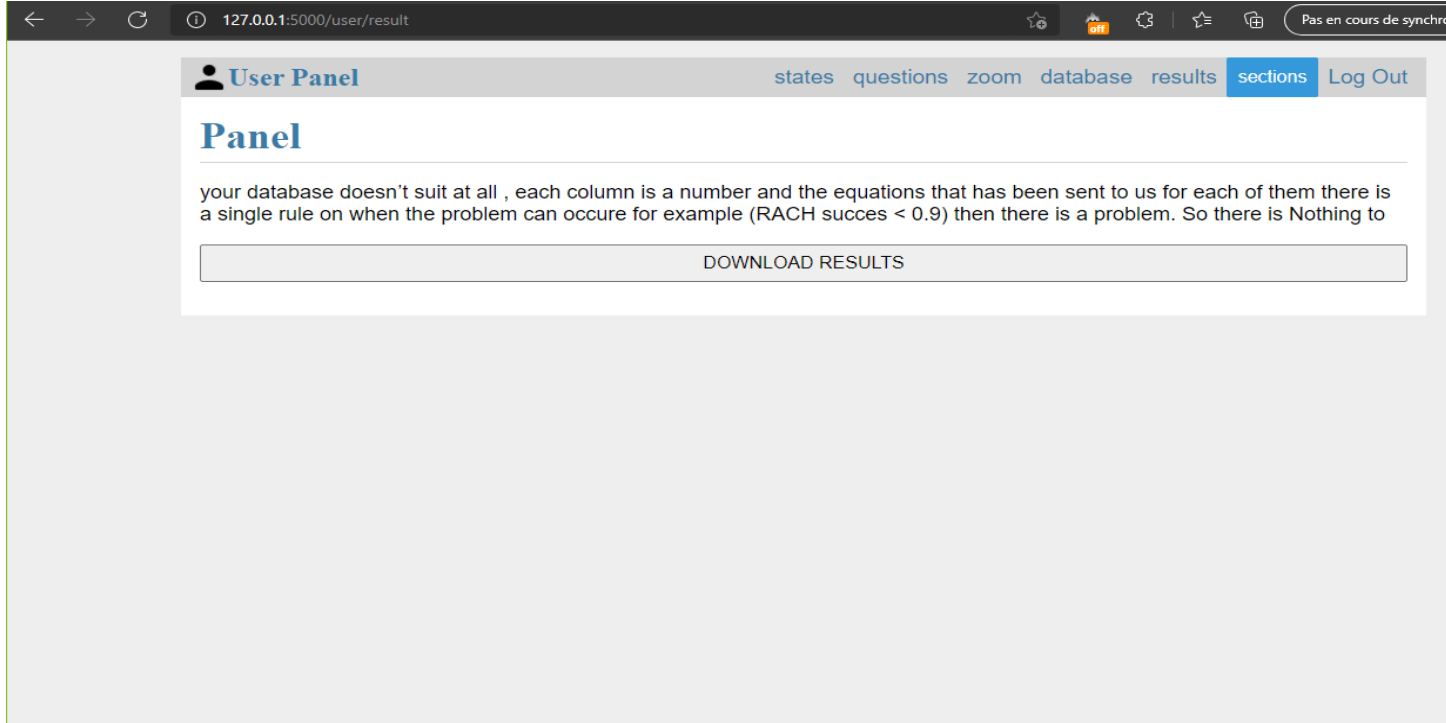 127.0.0.1:5000/user/result
off
Pas en cours de synchro
User Panel
states questions zoom database results sections Log Out
Panel
your database doesn’t suit at all , each column is a number and the equations that has been sent to us for each of them there is
a single rule on when the problem can occure for example (RACH succes < 0.9) then there is a problem. So there is Nothing to
DOWNLOAD RESULTS